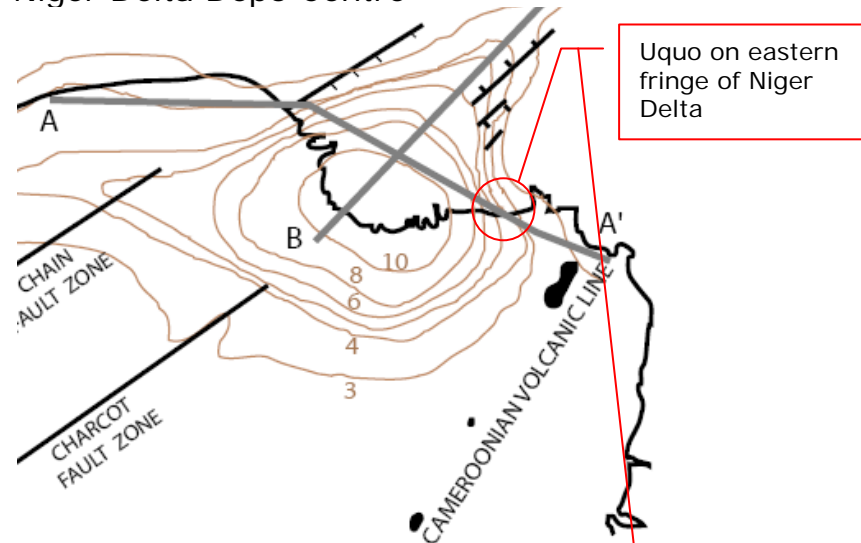 Niger Delta Depo-centre
Uquo on eastern
fringe of Niger
Delta
A
B
A'
10
8
6
4
3
CHAIN
FAULT ZONE
CHARCOT
FAULT ZONE
CAMEROONIAN VOLCANIC LINE